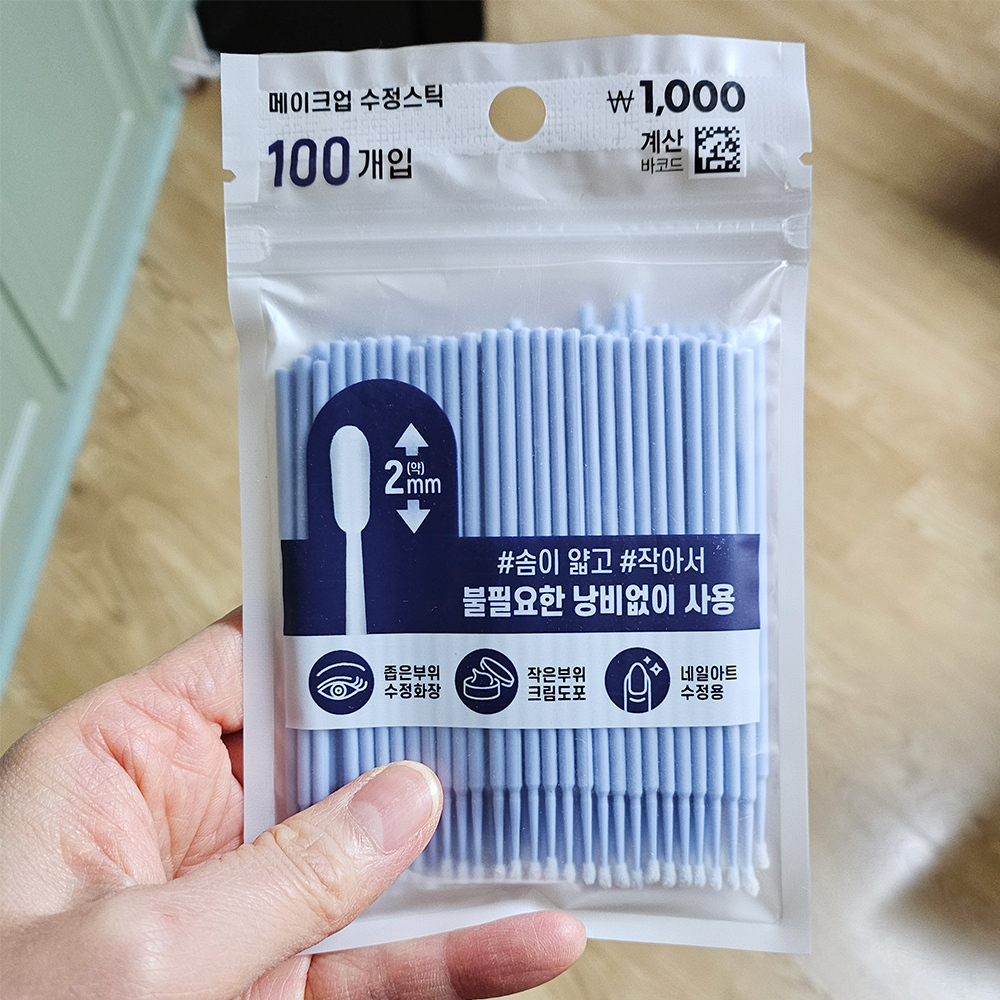 메이크업 수정스틱
100개입
₩1,000
계산
바코드
(약)
2mm
#솜이 얇고 #작아서
불필요한 낭비없이 사용
좁은부위
수정화장
작은부위
크림도포
네일아트
수정용